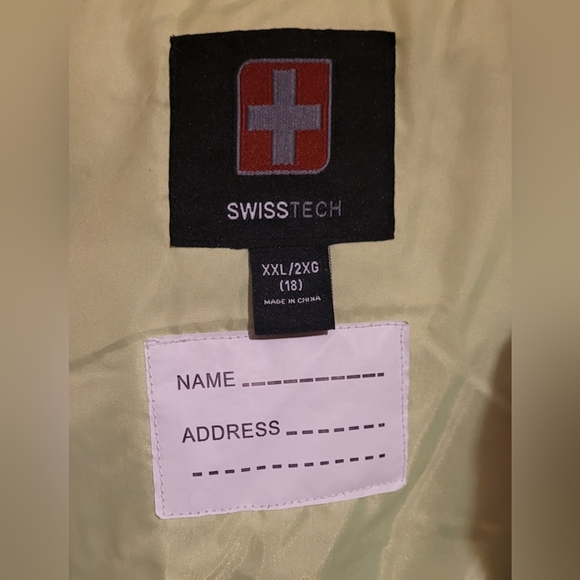 SWISSTECH
XXL/2XG
(18)
MADE IN CHINA
NAME
ADDRESS